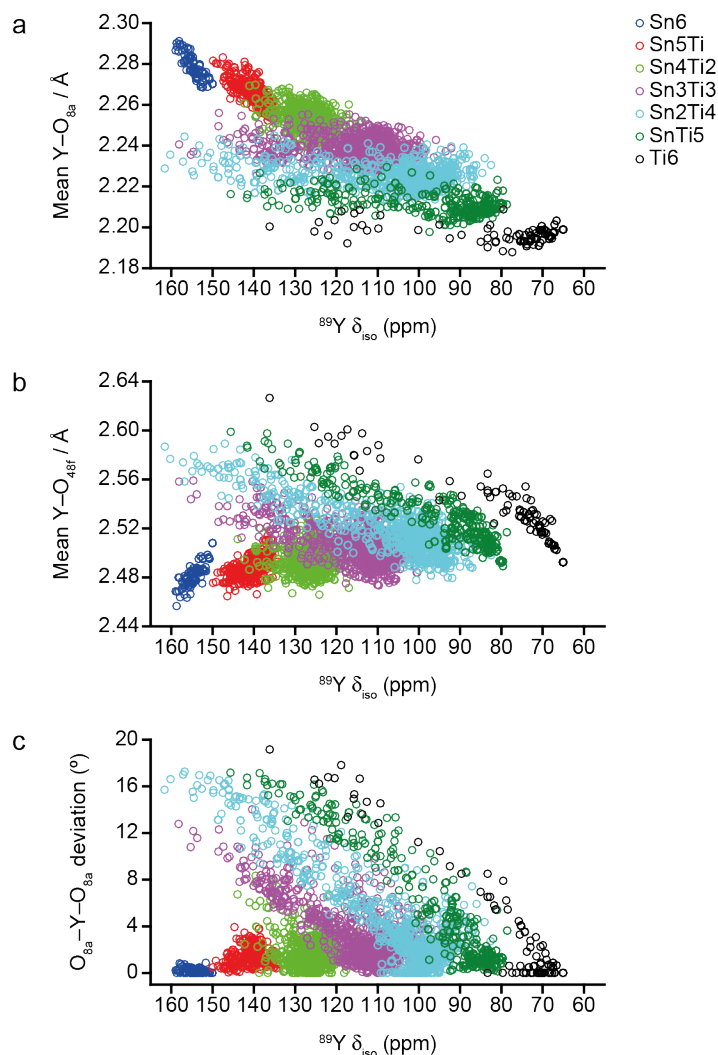 a
Mean Y–O8a / Å
2.30
2.28
2.26
2.24
2.22
2.20
2.18
160 150 140 130 120 110 100 90 80 70 60
89Y δiso (ppm)
Sn6
Sn5Ti
Sn4Ti2
Sn3Ti3
Sn2Ti4
SnTi5
Ti6
b
Mean Y–O48f / Å
2.64
2.60
2.56
2.52
2.48
2.44
160 150 140 130 120 110 100 90 80 70 60
89Y δiso (ppm)
c
O8a–Y–O8a deviation (º)
20
16
12
8
4
0
160 150 140 130 120 110 100 90 80 70 60
89Y δiso (ppm)